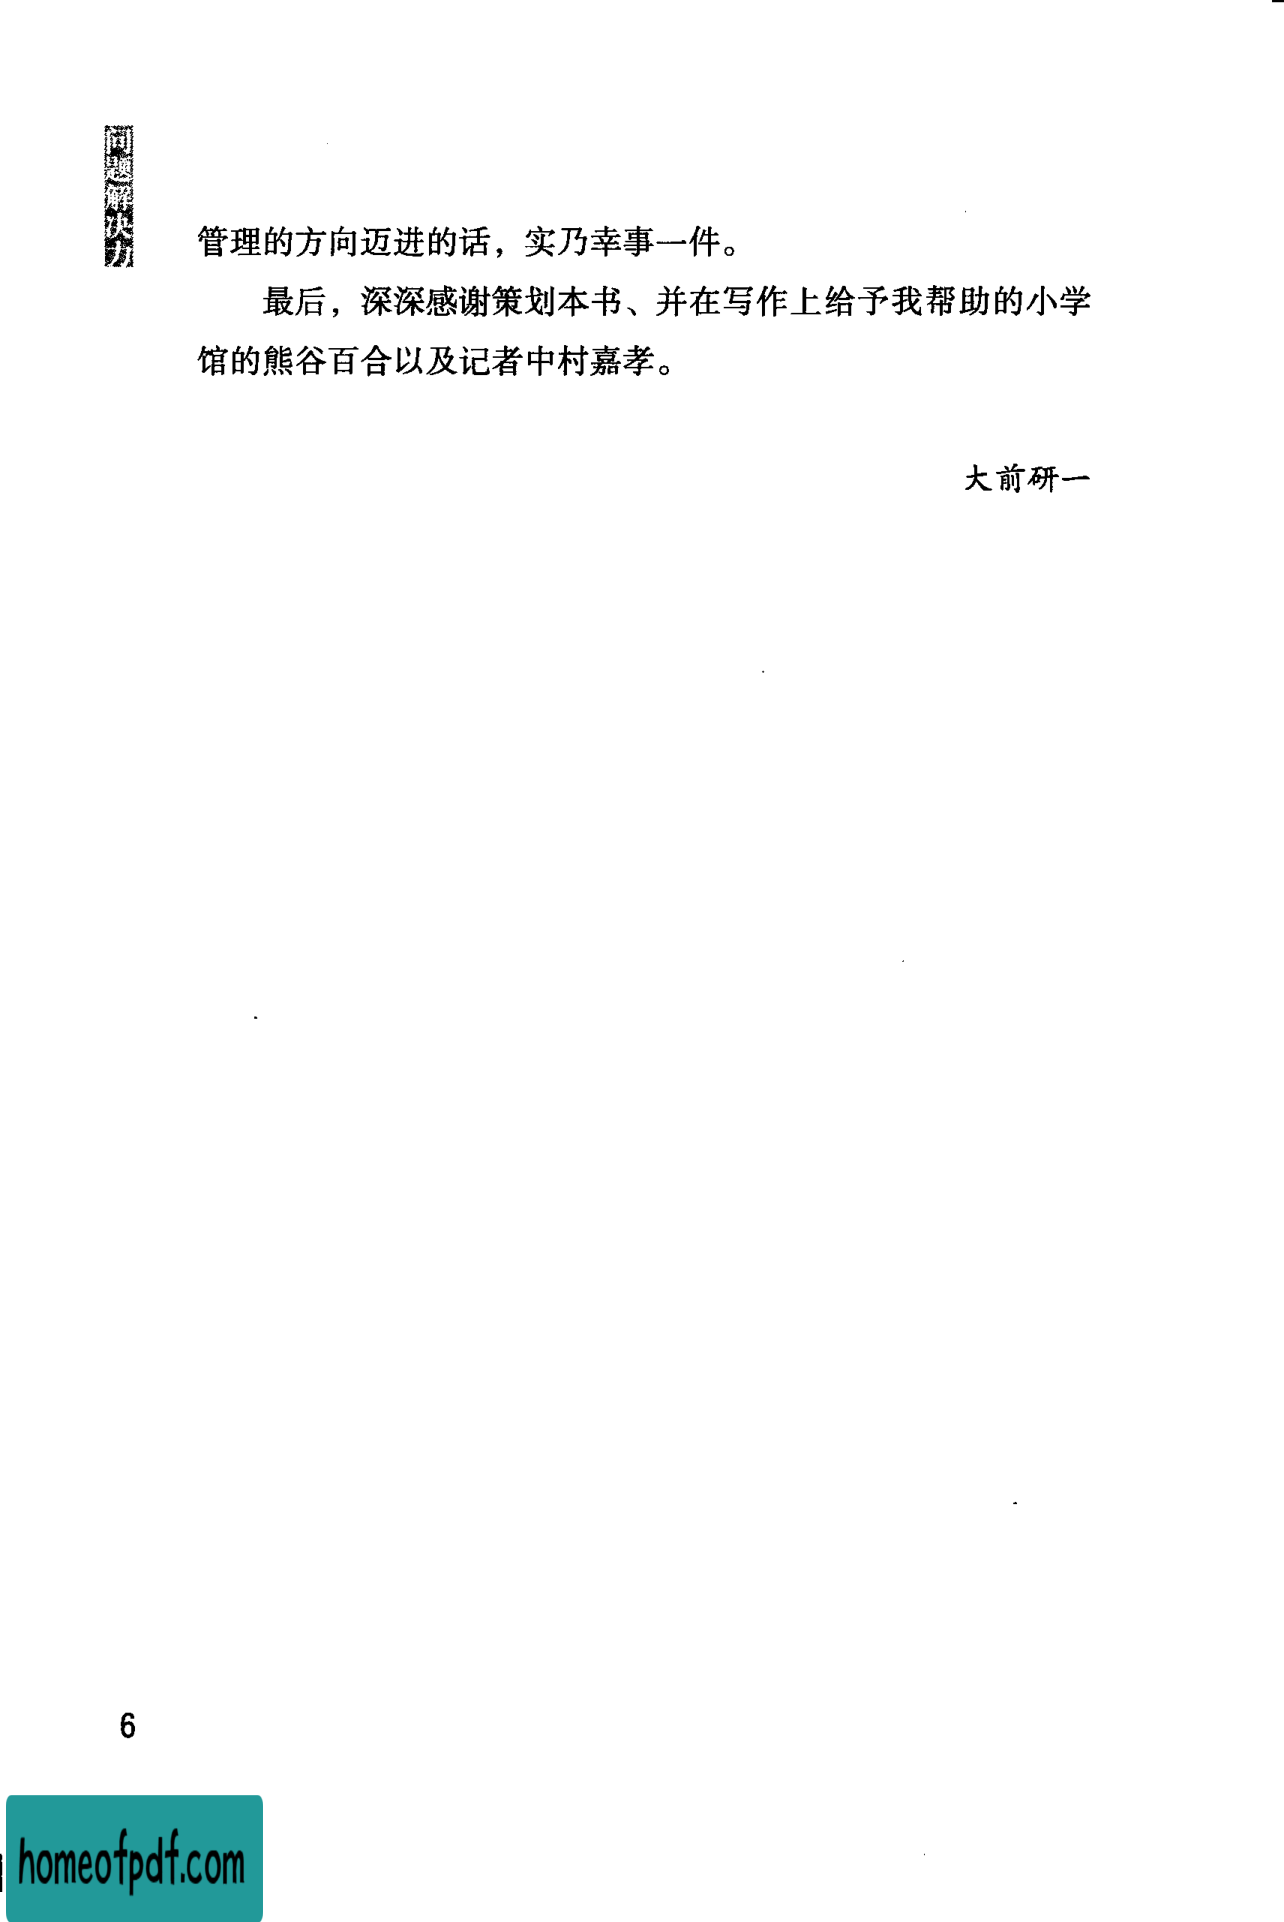 问题解决力
管理的方向迈进的话，实乃幸事一件。
最后，深深感谢策划本书、并在写作上给予我帮助的小学
馆的熊谷百合以及记者中村嘉孝。
大前研一
6
homeofpdf.com